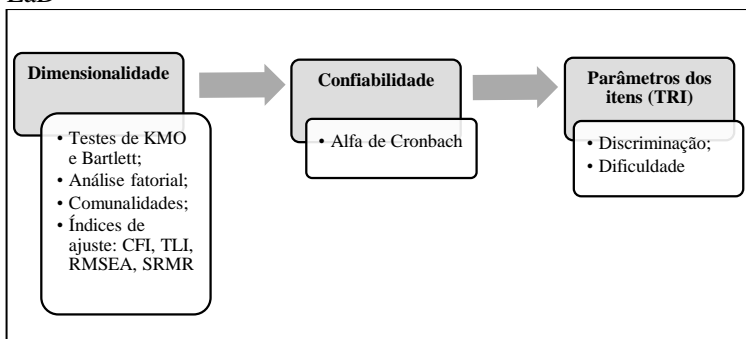 EaD
Dimensionalidade
• Testes de KMO
e Bartlett;
• Análise fatorial;
• Comunalidades;
• Índices de
ajuste: CFI, TLI,
RMSEA, SRMR
Confiabilidade
• Alfa de Cronbach
Parâmetros dos
itens (TRI)
• Discriminação;
• Dificuldade